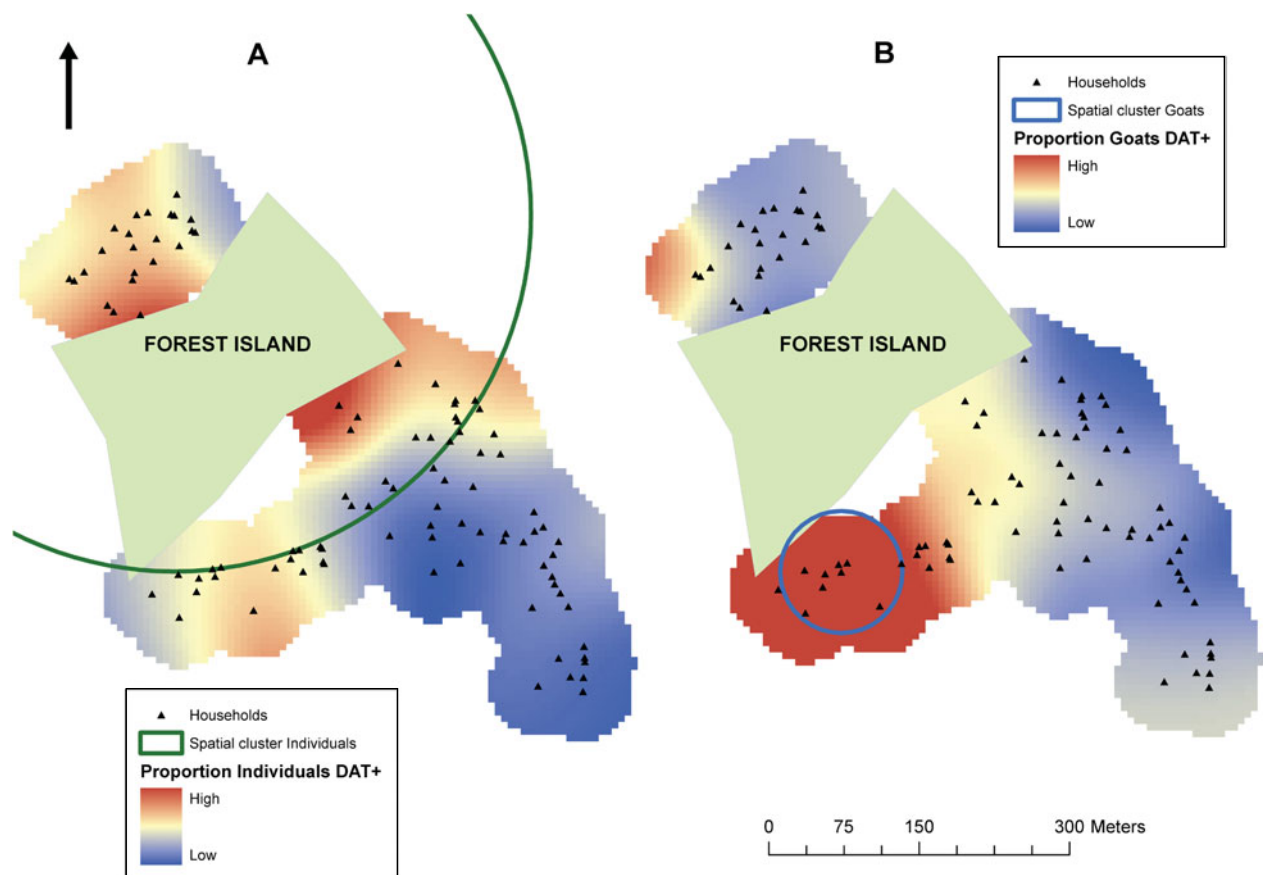 A
B
Households
Spatial cluster Goats
Proportion Goats DAT+
High
Low
FOREST ISLAND
FOREST ISLAND
Households
Spatial cluster Individuals
Proportion Individuals DAT+
High
Low
0 75 150 300 Meters